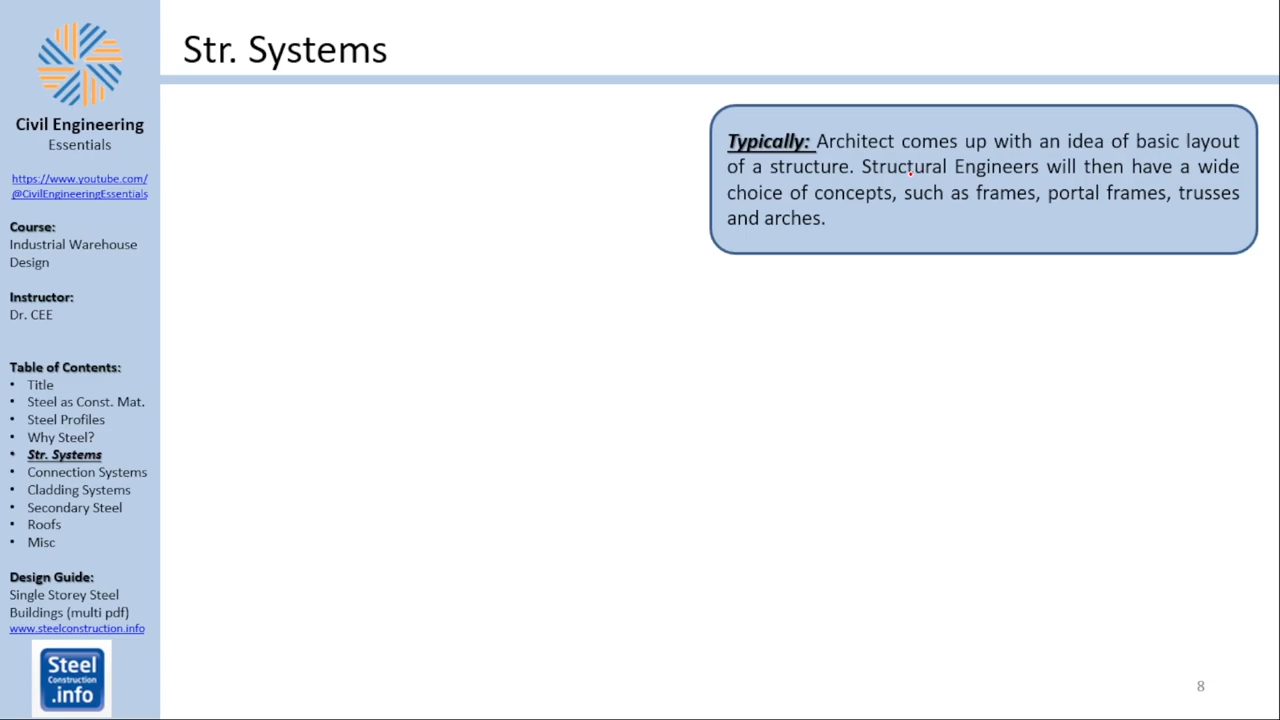 Str. Systems
Civil Engineering
Essentials
https://www.youtube.com/
@CivilEngineeringEssentials
Course:
Industrial Warehouse
Design
Instructor:
Dr. CEE
Table of Contents:
• Title
• Steel as Const. Mat.
• Steel Profiles
• Why Steel?
• Str. Systems
• Connection Systems
• Cladding Systems
• Secondary Steel
• Roofs
• Misc
Design Guide:
Single Storey Steel
Buildings (multi pdf)
www.steelconstruction.info
Steel
Construction
.info
Typically: Architect comes up with an idea of basic layout
of a structure. Structural Engineers will then have a wide
choice of concepts, such as frames, portal frames, trusses
and arches.
8